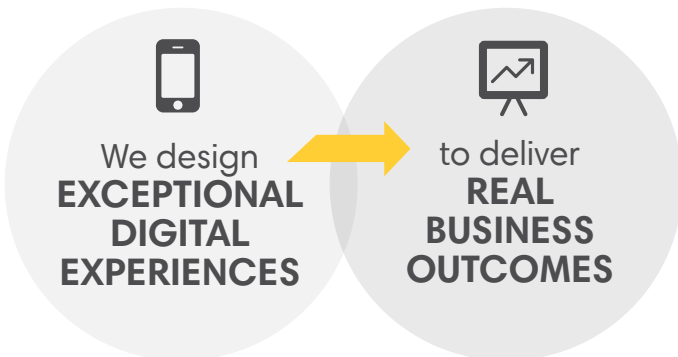 We design
EXCEPTIONAL
DIGITAL
EXPERIENCES
to deliver
REAL
BUSINESS
OUTCOMES